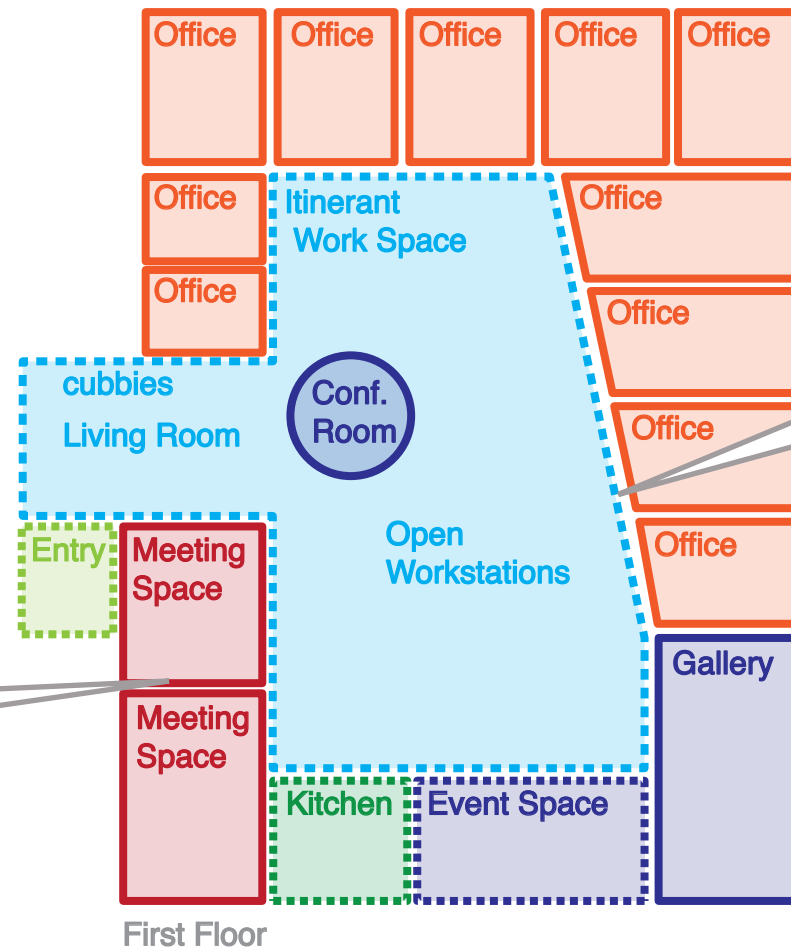 Office
Office
Office
Office
Office
Office
Itinerant
Work Space
Office
Office
Office
cubbies
Living Room
Conf.
Room
Office
Open
Workstations
Office
Entry
Meeting
Space
Gallery
Meeting
Space
Kitchen
Event Space
First Floor